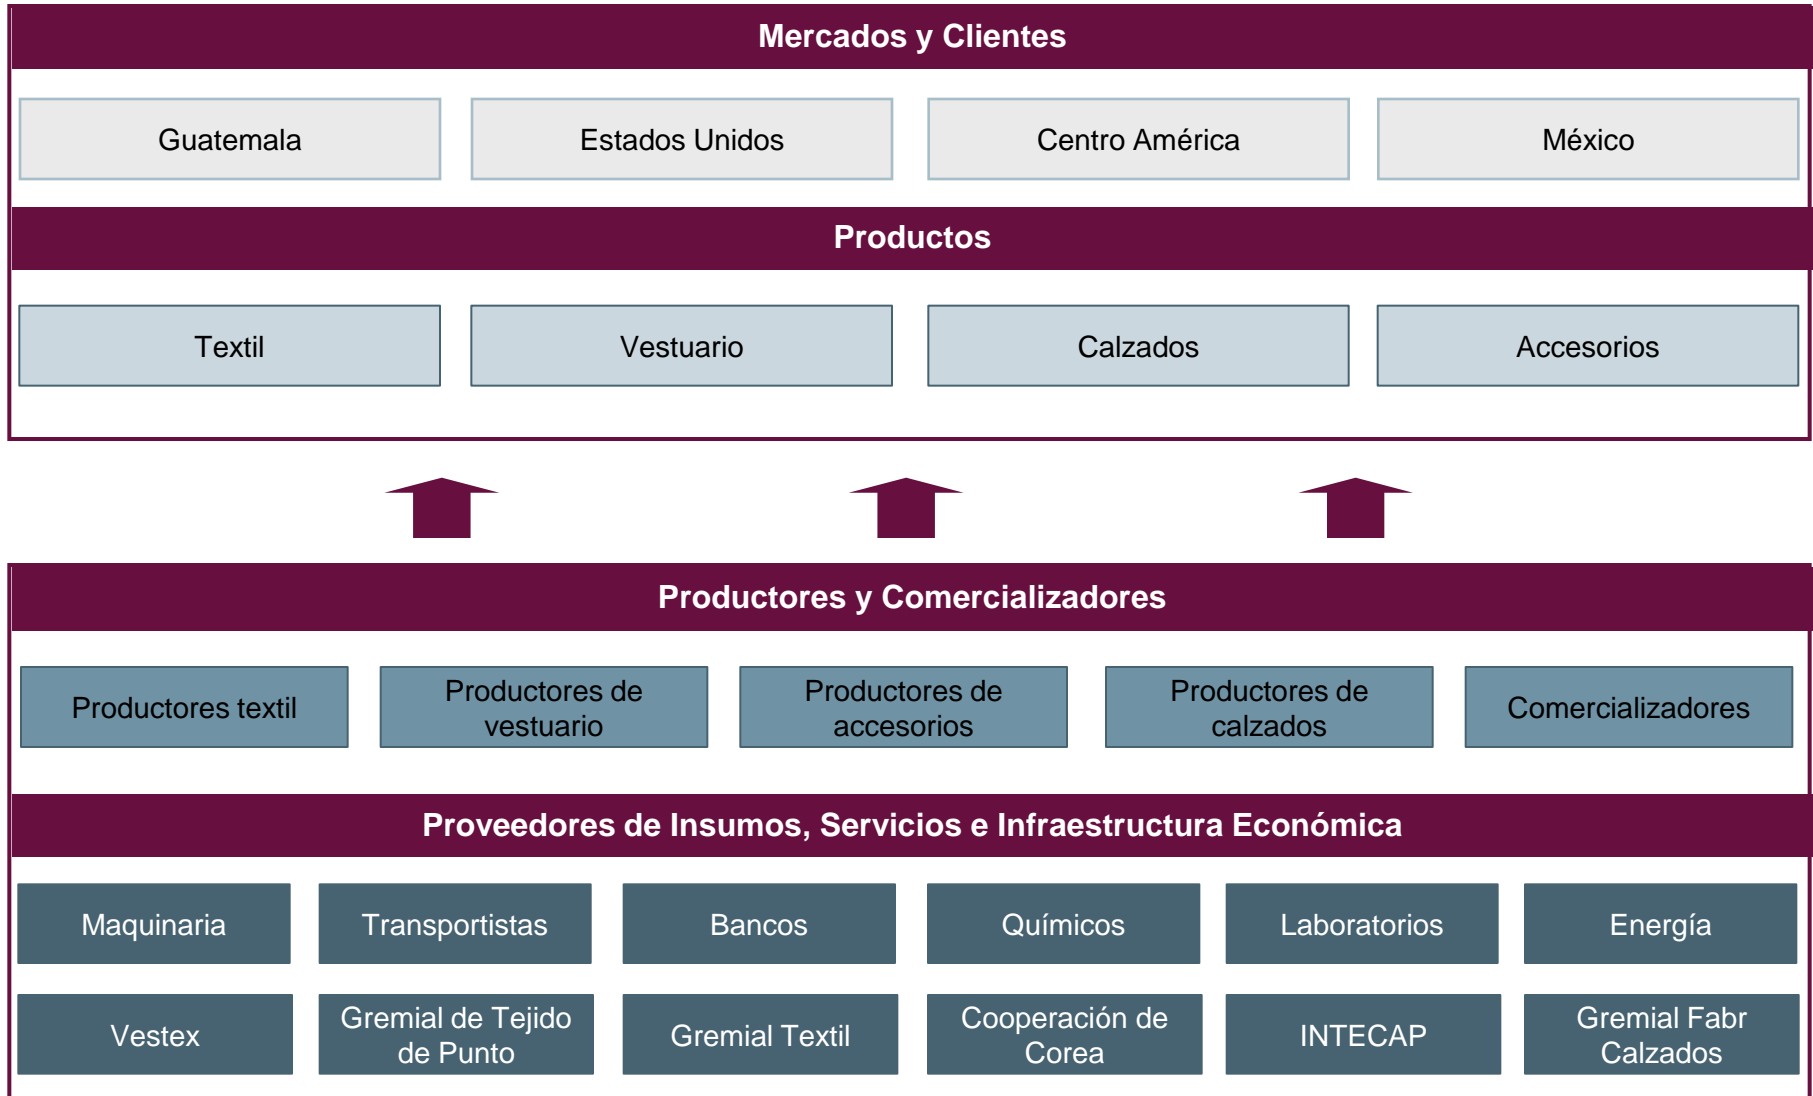 Mercados y Clientes
Guatemala
Estados Unidos
Centro América
México
Productos
Textil
Vestuario
Calzados
Accesorios
Productores y Comercializadores
Productores textil
Productores de
vestuario
Productores de
accesorios
Productores de
calzados
Comercializadores
Proveedores de Insumos, Servicios e Infraestructura Económica
Maquinaria
Transportistas
Bancos
Químicos
Laboratorios
Energía
Vestex
Gremial de Tejido
de Punto
Gremial Textil
Cooperación de
Corea
INTECAP
Gremial Fabr
Calzados